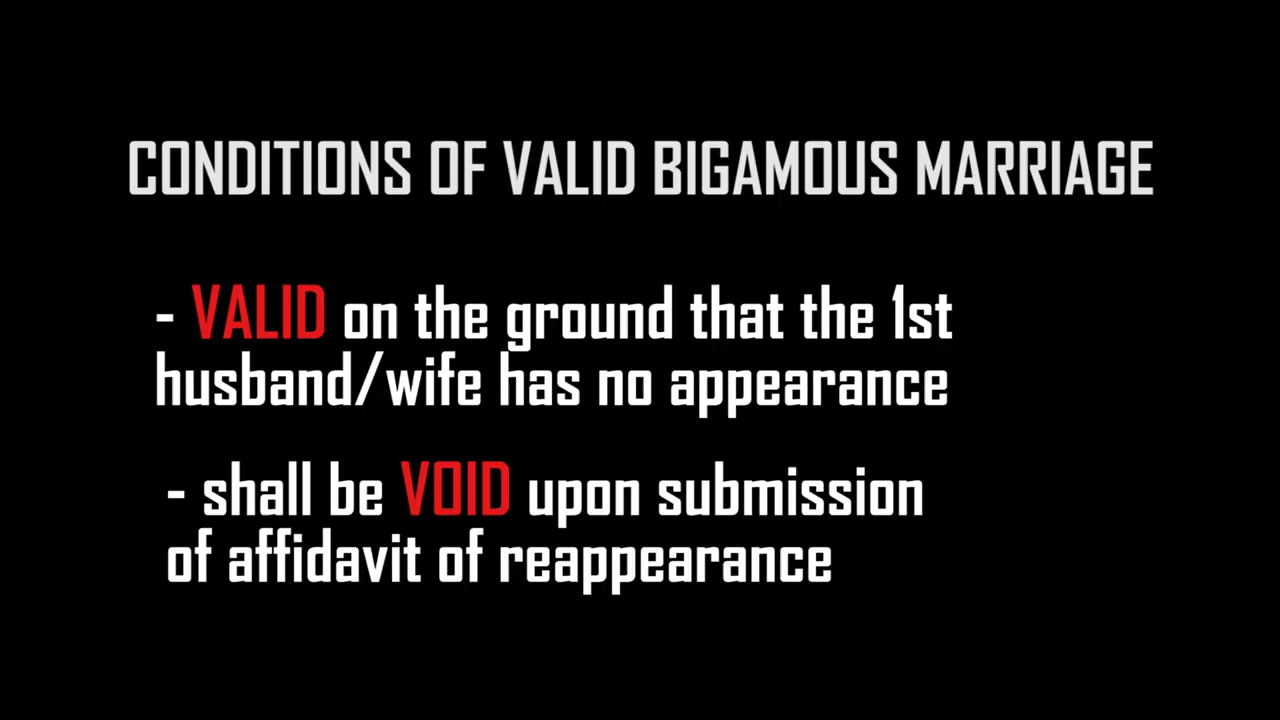 CONDITIONS OF VALID BIGAMOUS MARRIAGE
- VALID on the ground that the 1st
husband/wife has no appearance
- shall be VOID upon submission
of affidavit of reappearance